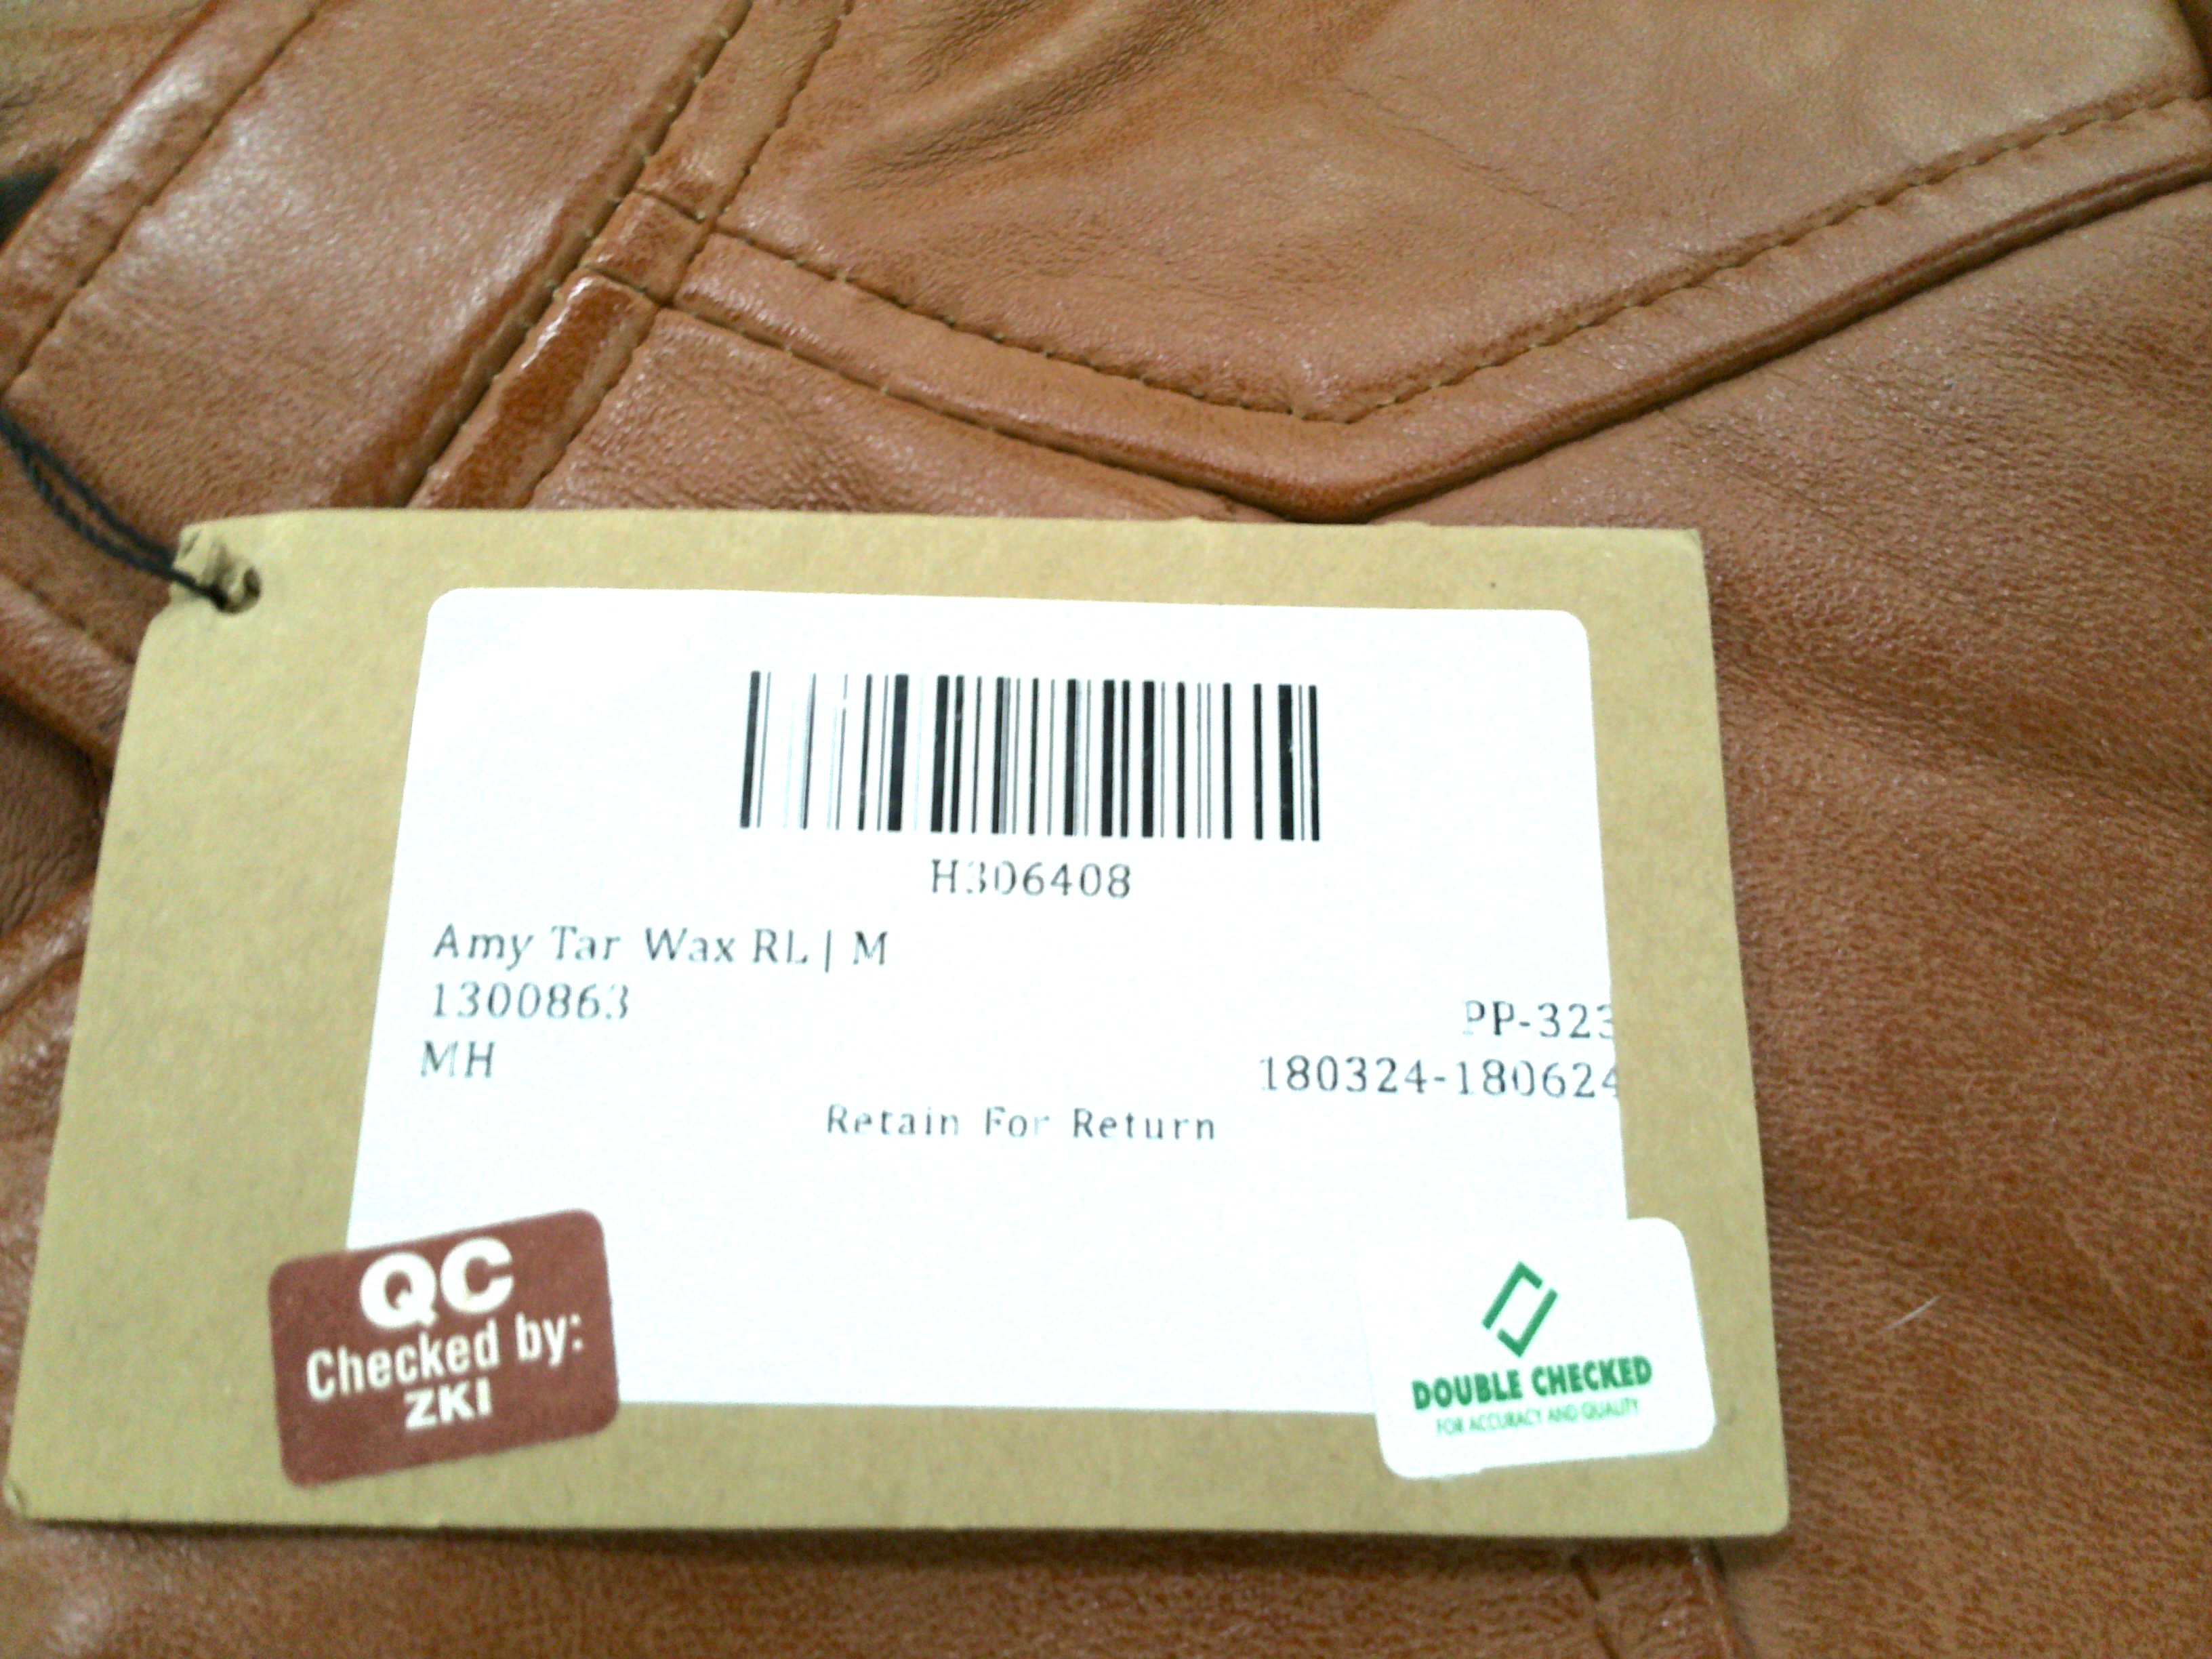 H306408
Amy Tar Wax RL | M
1300863
PP-323
MH
180324-180624
Retain For Return
QC
Checked by:
ZKI
DOUBLE CHECKED
FOR ACCURACY AND QUALITY